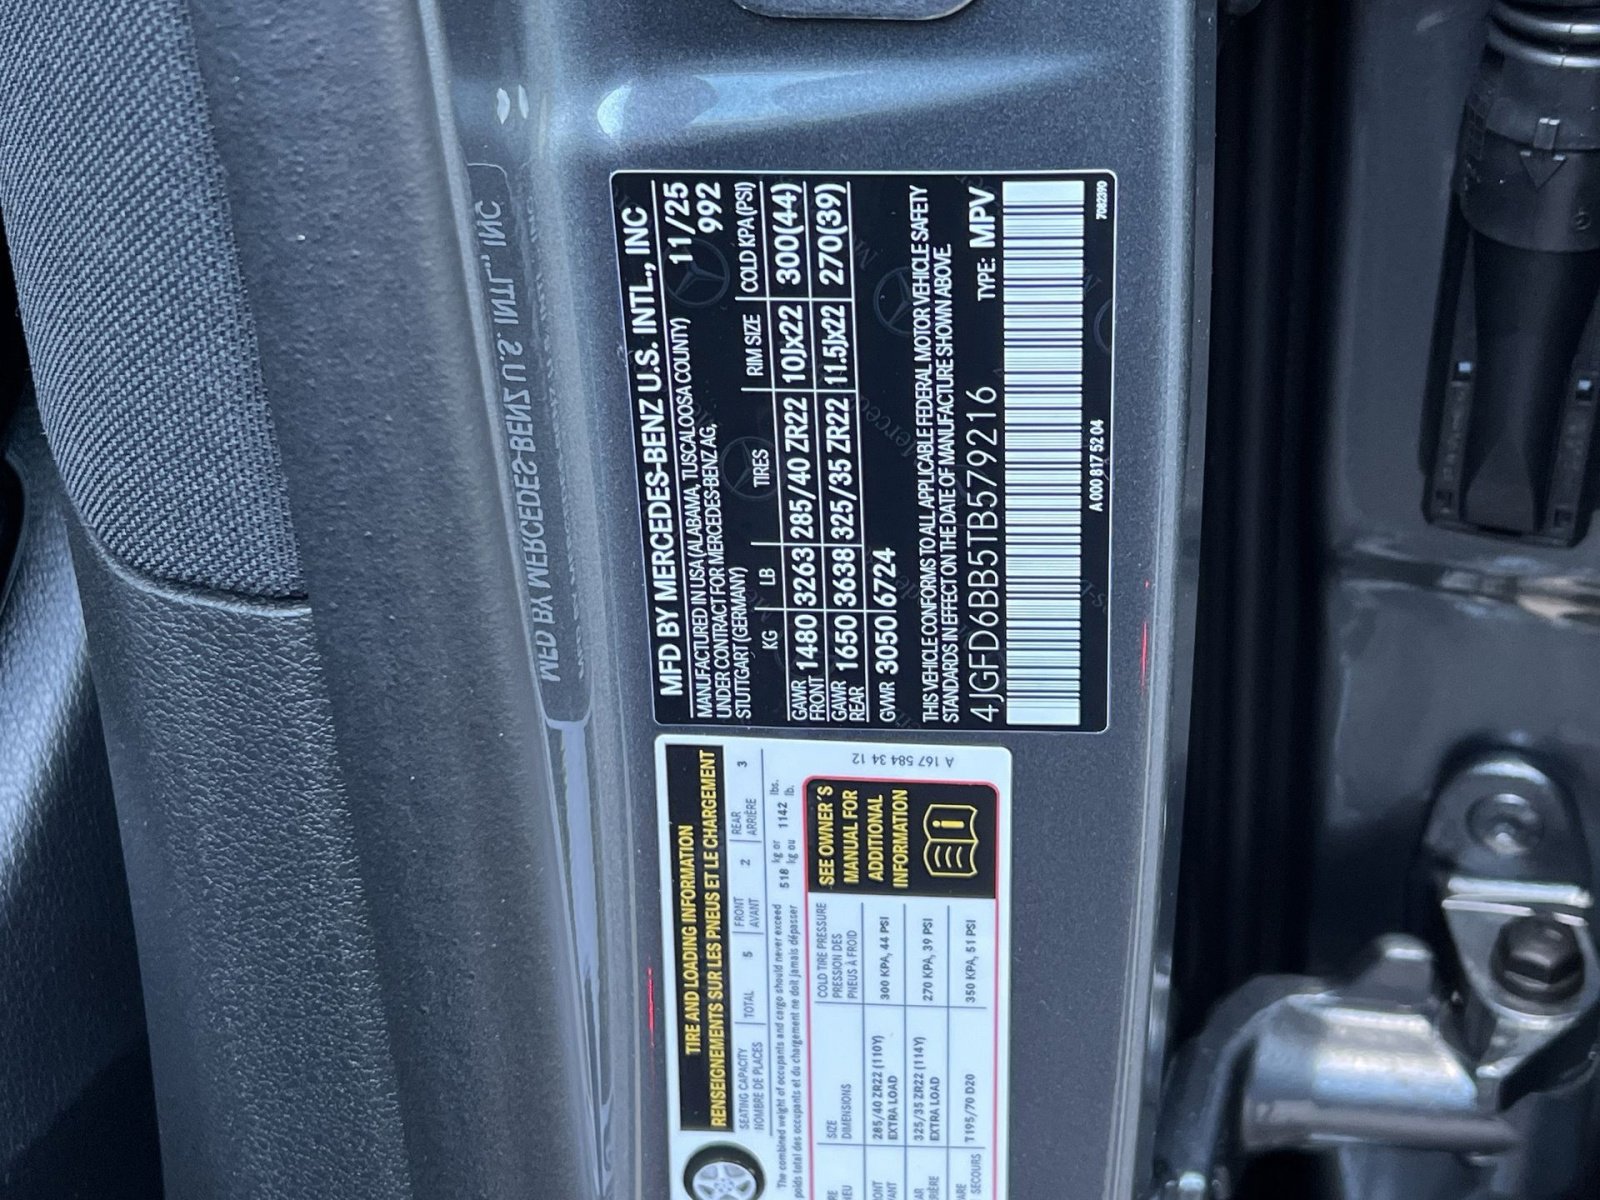 MFD BY MERCEDES-BENZ U.S. INTL., INC
MANUFACTURED IN USA (ALABAMA, TUSCALOOSA COUNTY) 11/25
UNDER CONTRACT FOR MERCEDES-BENZ AG, 992
STUTTGART (GERMANY)
KG LB TIRES RIM SIZE COLD KPA (PSI)
GAWR FRONT 1480 3263 285/40 ZR22 10Jx22 300(44)
GAWR REAR 1650 3638 325/35 ZR22 11.5Jx22 270(39)
GVWR 3050 6724
THIS VEHICLE CONFORMS TO ALL APPLICABLE FEDERAL MOTOR VEHICLE SAFETY
STANDARDS IN EFFECT ON THE DATE OF MANUFACTURE SHOWN ABOVE.
4JGFD6BB5TB579216 TYPE: MPV
A 000 817 52 04 7082390
TIRE AND LOADING INFORMATION
RENSEIGNEMENTS SUR LES PNEUS ET LE CHARGEMENT
SEATING CAPACITY TOTAL 5 FRONT 2 REAR 3
NOMBRE DE PLACES AVANT ARRIÈRE
The combined weight of occupants and cargo should never exceed 518 kg or 1142 lbs.
poids total des occupants et du chargement ne doit jamais dépasser kg ou lb.
SIZE COLD TIRE PRESSURE
DIMENSIONS PRESSION DES
PNEUS À FROID
285/40 ZR22 (110Y) 300 KPA, 44 PSI
EXTRA LOAD
325/35 ZR22 (114Y) 270 KPA, 39 PSI
EXTRA LOAD
T195/70 D20 350 KPA, 51 PSI
SECOURS
SEE OWNER'S
MANUAL FOR
ADDITIONAL
INFORMATION
A 167 584 34 12